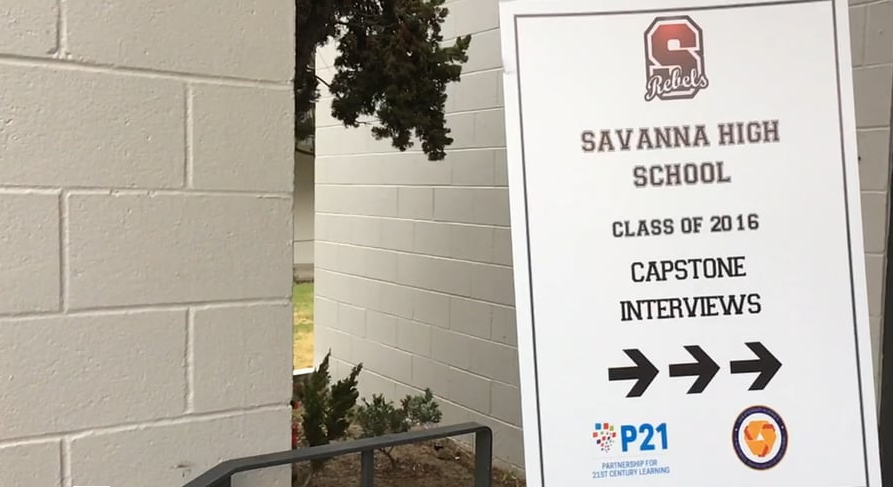 S
Rebels
SAVANNA HIGH
SCHOOL
CLASS OF 2016
CAPSTONE
INTERVIEWS
P21
PARTNERSHIP FOR
21ST CENTURY LEARNING